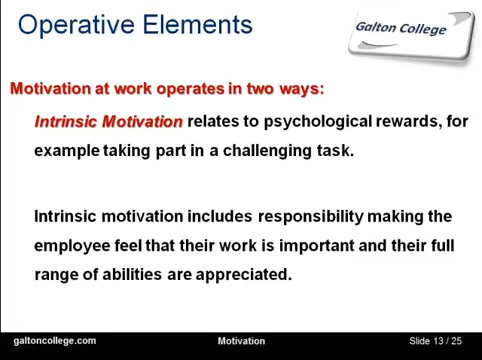 Operative Elements
Galton College
Motivation at work operates in two ways:
Intrinsic Motivation relates to psychological rewards, for
example taking part in a challenging task.
Intrinsic motivation includes responsibility making the
employee feel that their work is important and their full
range of abilities are appreciated.
galtoncollege.com Motivation Slide 13 / 25